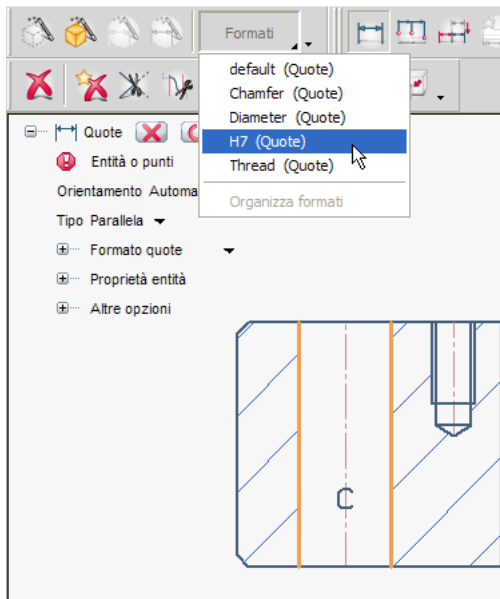 Formati
default (Quote)
Chamfer (Quote)
Diameter (Quote)
H7 (Quote)
Thread (Quote)
Organizza formati
Quote
Entità o punti
Orientamento Automa
Tipo Parallela
Formato quote
Proprietà entità
Altre opzioni
C